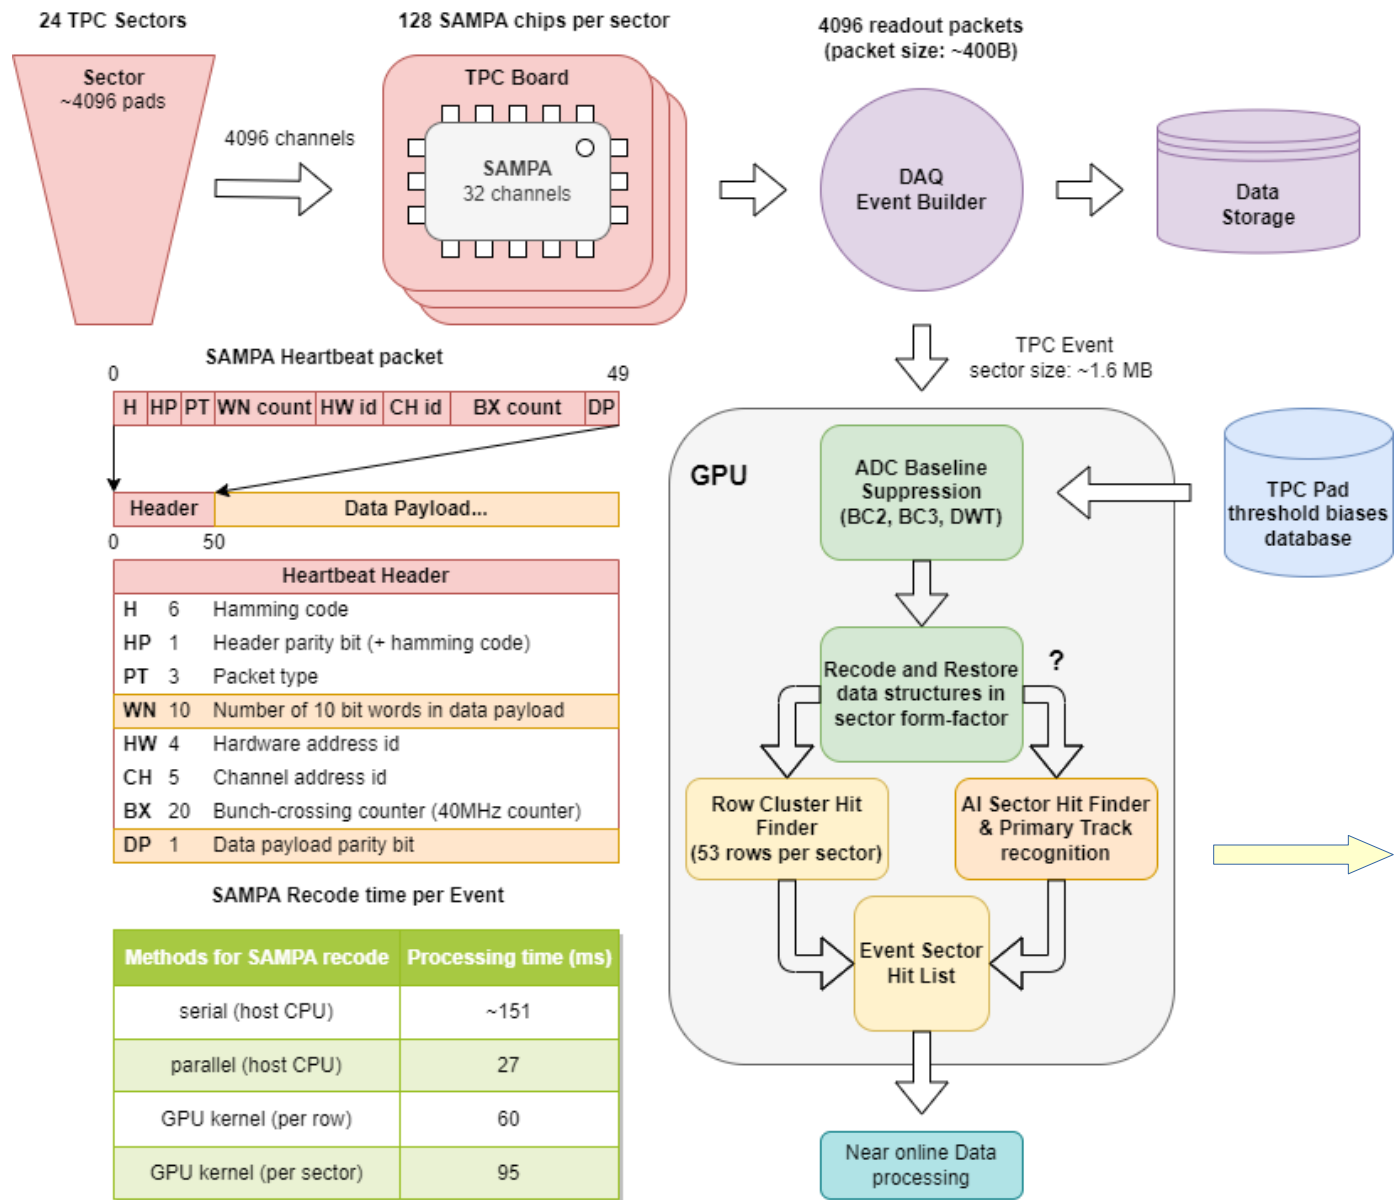 24 TPC Sectors
128 SAMPA chips per sector
4096 readout packets
(packet size: ~400B)
Sector
~4096 pads
4096 channels
TPC Board
SAMPA
32 channels
DAQ
Event Builder
Data
Storage
TPC Event
sector size: ~1.6 MB
SAMPA Heartbeat packet
0 49
H HP PT WN count HW id CH id BX count DP
Header Data Payload...
0 50
Heartbeat Header
H 6 Hamming code
HP 1 Header parity bit (+ hamming code)
PT 3 Packet type
WN 10 Number of 10 bit words in data payload
HW 4 Hardware address id
CH 5 Channel address id
BX 20 Bunch-crossing counter (40MHz counter)
DP 1 Data payload parity bit
SAMPA Recode time per Event
Methods for SAMPA recode Processing time (ms)
serial (host CPU) ~151
parallel (host CPU) 27
GPU kernel (per row) 60
GPU kernel (per sector) 95
GPU
ADC Baseline
Suppression
(BC2, BC3, DWT)
TPC Pad
threshold biases
database
Recode and Restore
data structures in
sector form-factor
?
Row Cluster Hit
Finder
(53 rows per sector)
AI Sector Hit Finder
& Primary Track
recognition
Event Sector
Hit List
Near online Data
processing